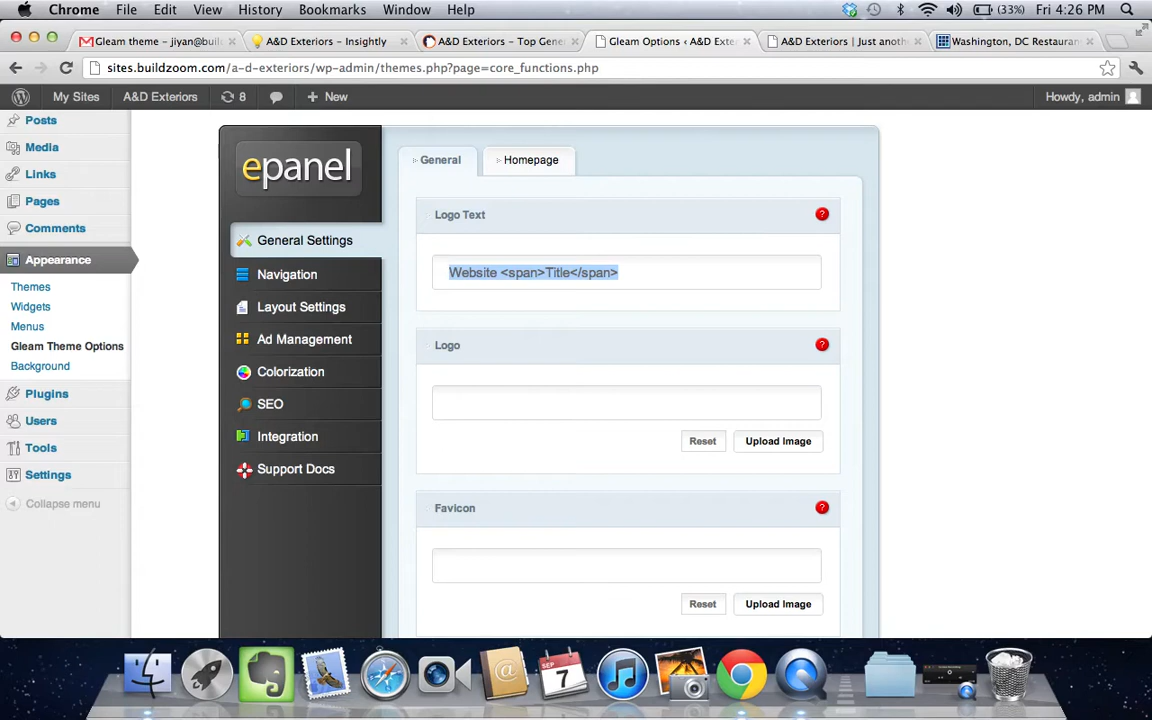 Chrome File Edit View History Bookmarks Window Help (33%) Fri 4:26 PM
Gleam theme – jiyan@buil
A&D Exteriors – Insightly
A&D Exteriors – Top Gene
Gleam Options ‹ A&D Exte
A&D Exteriors | Just anoth
Washington, DC Restauran
sites.buildzoom.com/a-d-exteriors/wp-admin/themes.php?page=core_functions.php
My Sites A&D Exteriors 8 + New Howdy, admin
Posts
Media
Links
Pages
Comments
Appearance
Themes
Widgets
Menus
Gleam Theme Options
Background
Plugins
Users
Tools
Settings
Collapse menu
epanel
General Settings
Navigation
Layout Settings
Ad Management
Colorization
SEO
Integration
Support Docs
General Homepage
Logo Text ?
Website <span>Title</span>
Logo ?
Reset Upload Image
Favicon ?
Reset Upload Image
SEP
7